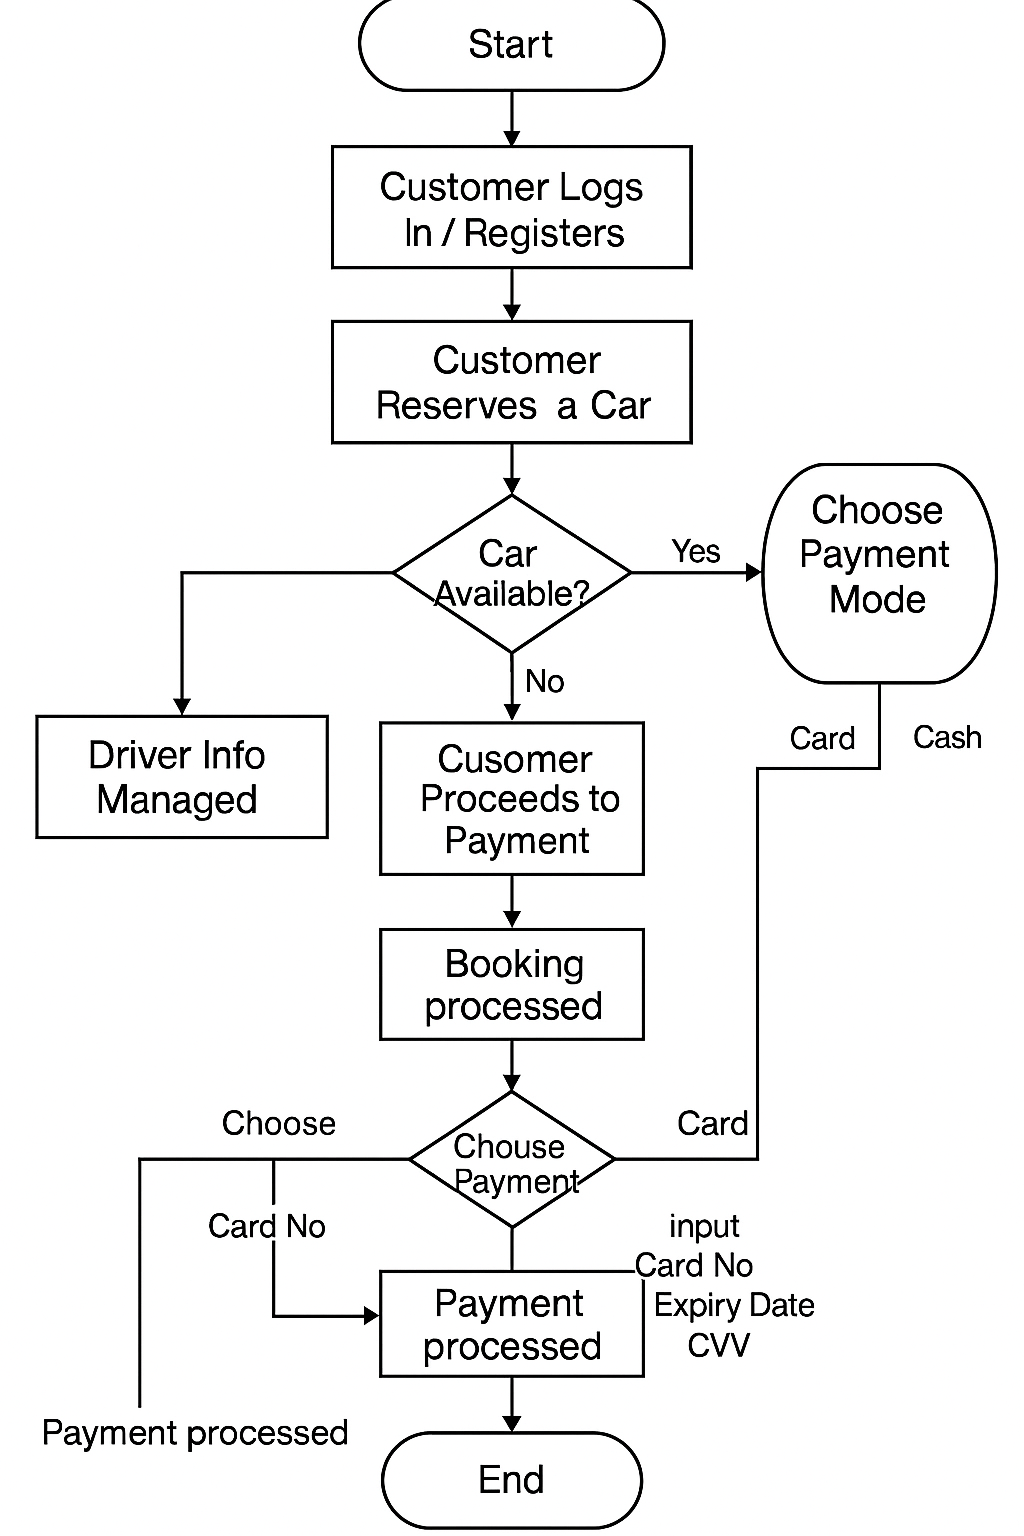 Start
Customer Logs
In / Registers
Customer
Reserves a Car
Car
Available?
Yes
Choose
Payment
Mode
No
Driver Info
Managed
Cusomer
Proceeds to
Payment
Card
Cash
Booking
processed
Choose
Chouse
Payment
Card
Card No
input
Card No
Expiry Date
CVV
Payment
processed
Payment processed
End